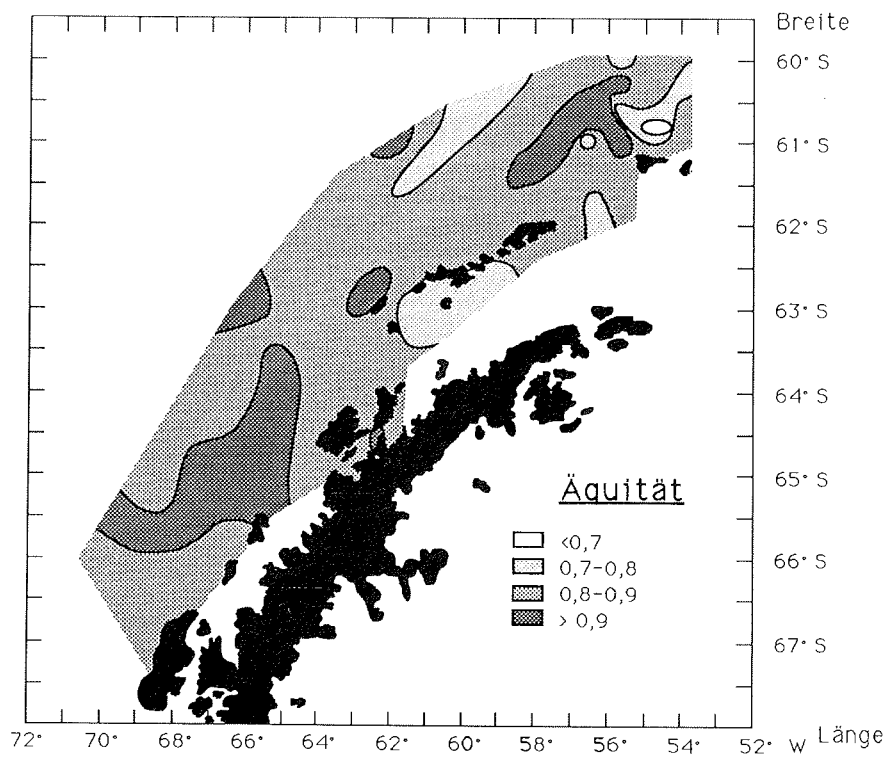 Breite
60° S
61° S
62° S
63° S
64° S
65° S
66° S
67° S
Äquität
<0,7
0,7-0,8
0,8-0,9
> 0,9
72° 70° 68° 66° 64° 62° 60° 58° 56° 54° 52° W Länge